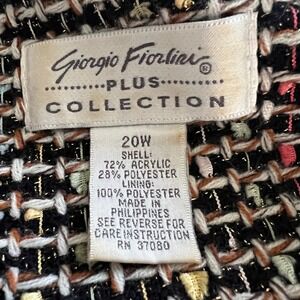 Giorgio Fiorlini®
PLUS
COLLECTION
20W
SHELL:
72% ACRYLIC
28% POLYESTER
LINING:
100% POLYESTER
MADE IN
PHILIPPINES
SEE REVERSE FOR
CARE INSTRUCTION
RN 37080